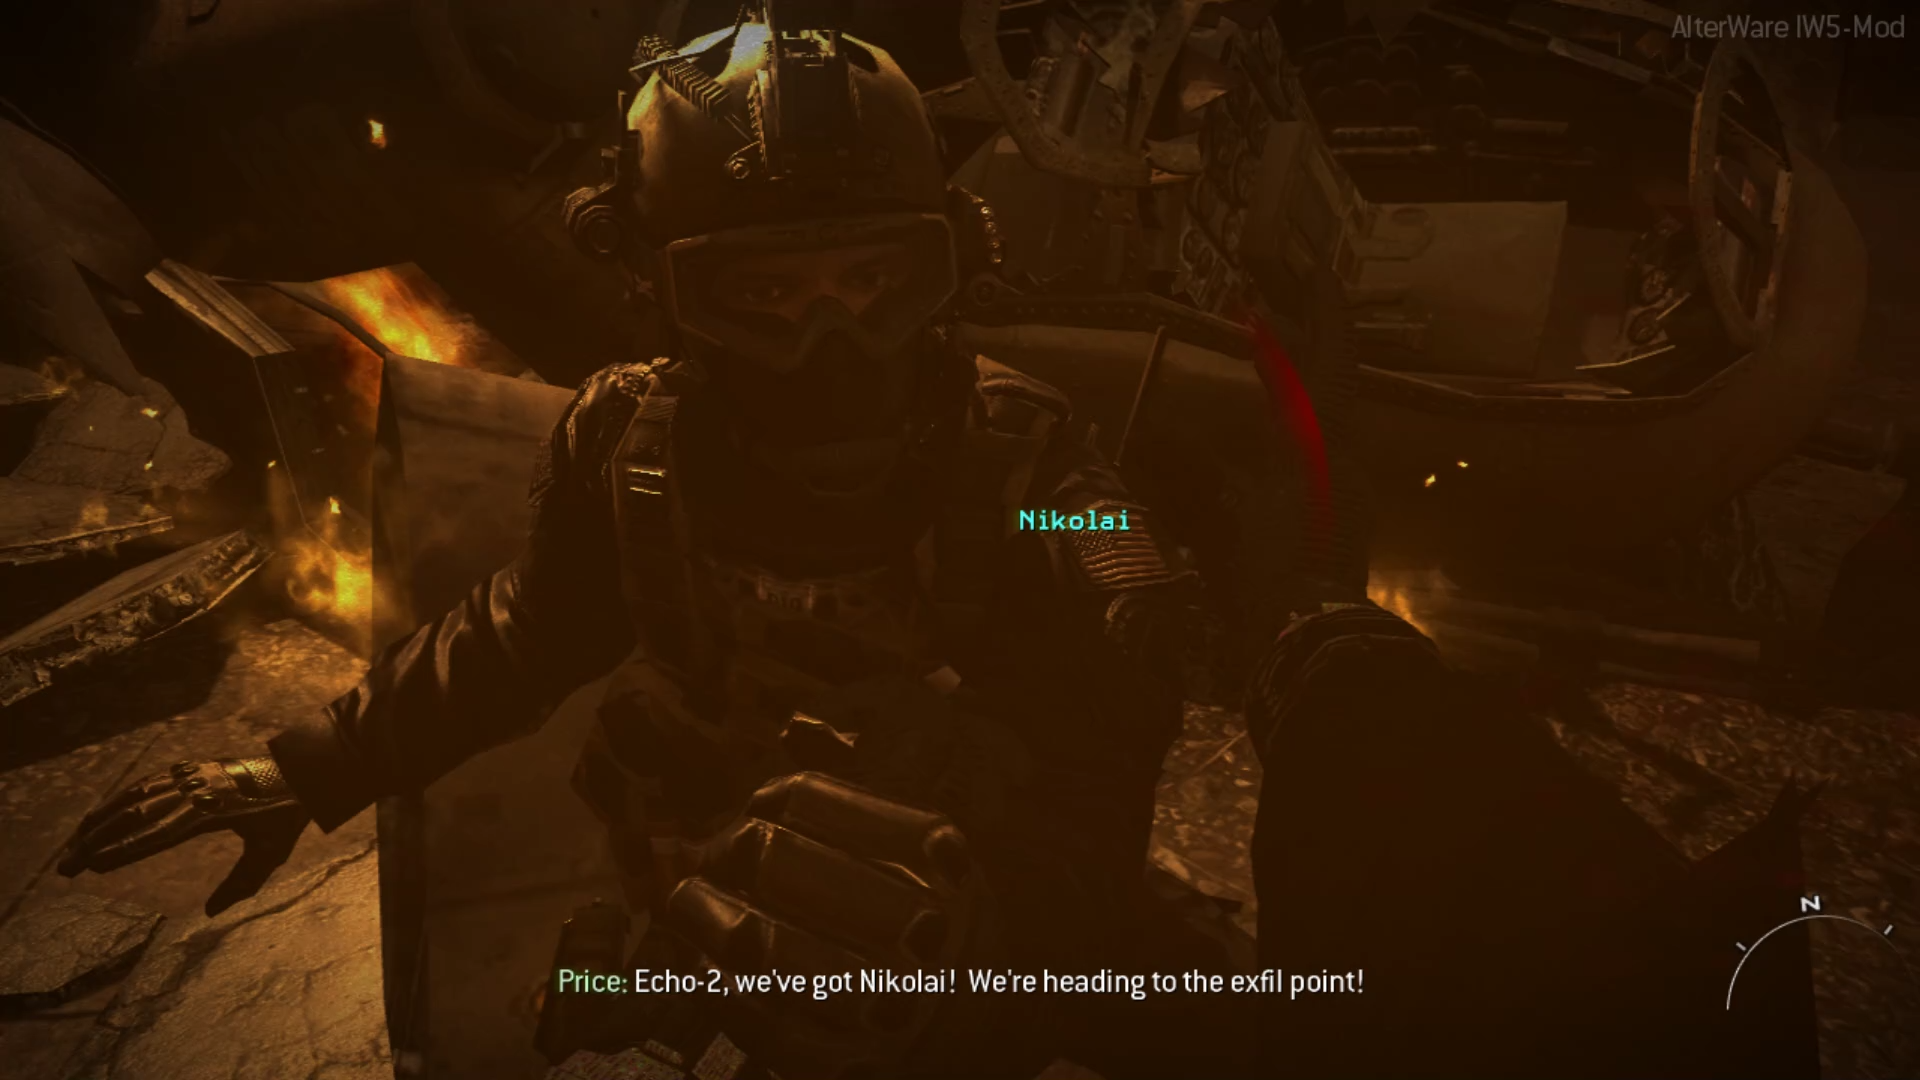 AlterWare IW5-Mod
Nikolai
Price: Echo-2, we've got Nikolai!  We're heading to the exfil point!
N